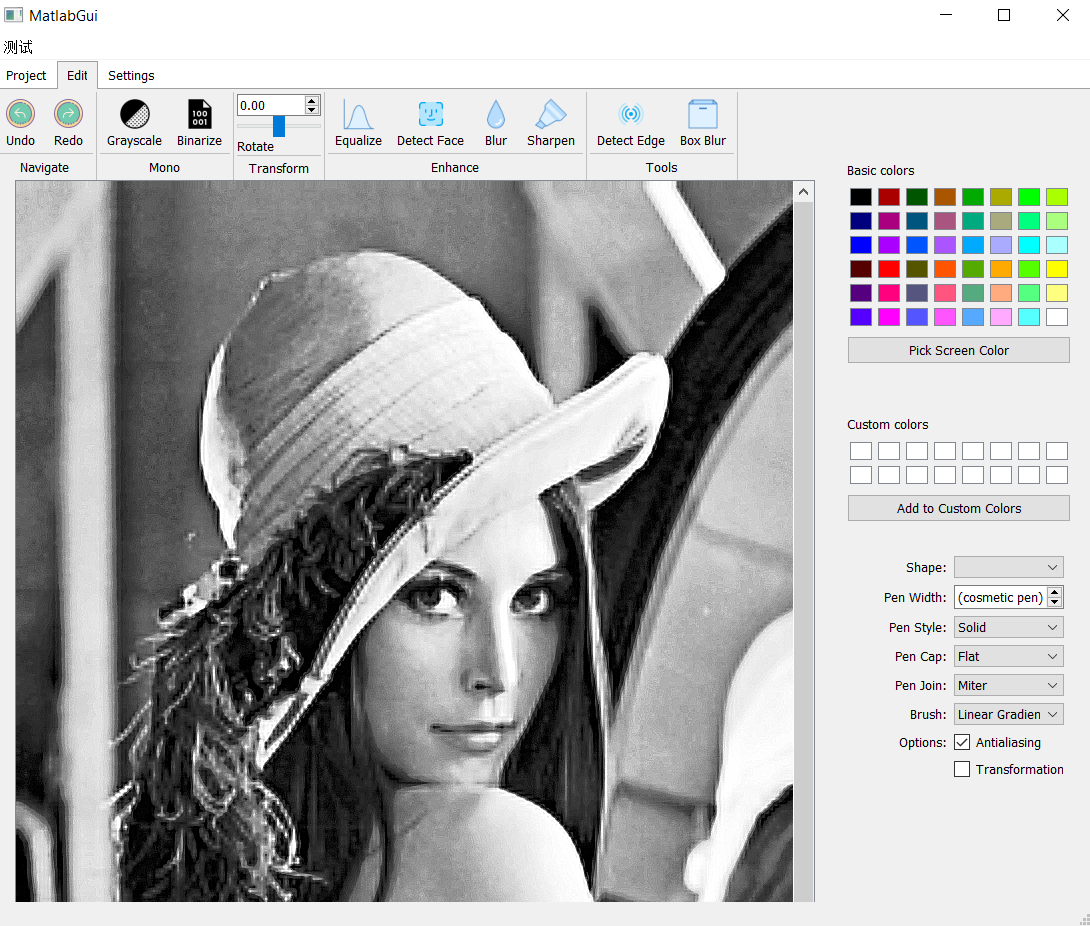 MatlabGui
测试
Project Edit Settings
0.00
Undo Redo Grayscale Binarize Rotate Equalize Detect Face Blur Sharpen Detect Edge Box Blur
100
001
Navigate Mono Transform Enhance Tools
Basic colors
Pick Screen Color
Custom colors
Add to Custom Colors
Shape:
Pen Width: (cosmetic pen)
Pen Style: Solid
Pen Cap: Flat
Pen Join: Miter
Brush: Linear Gradien
Options: Antialiasing
Transformation